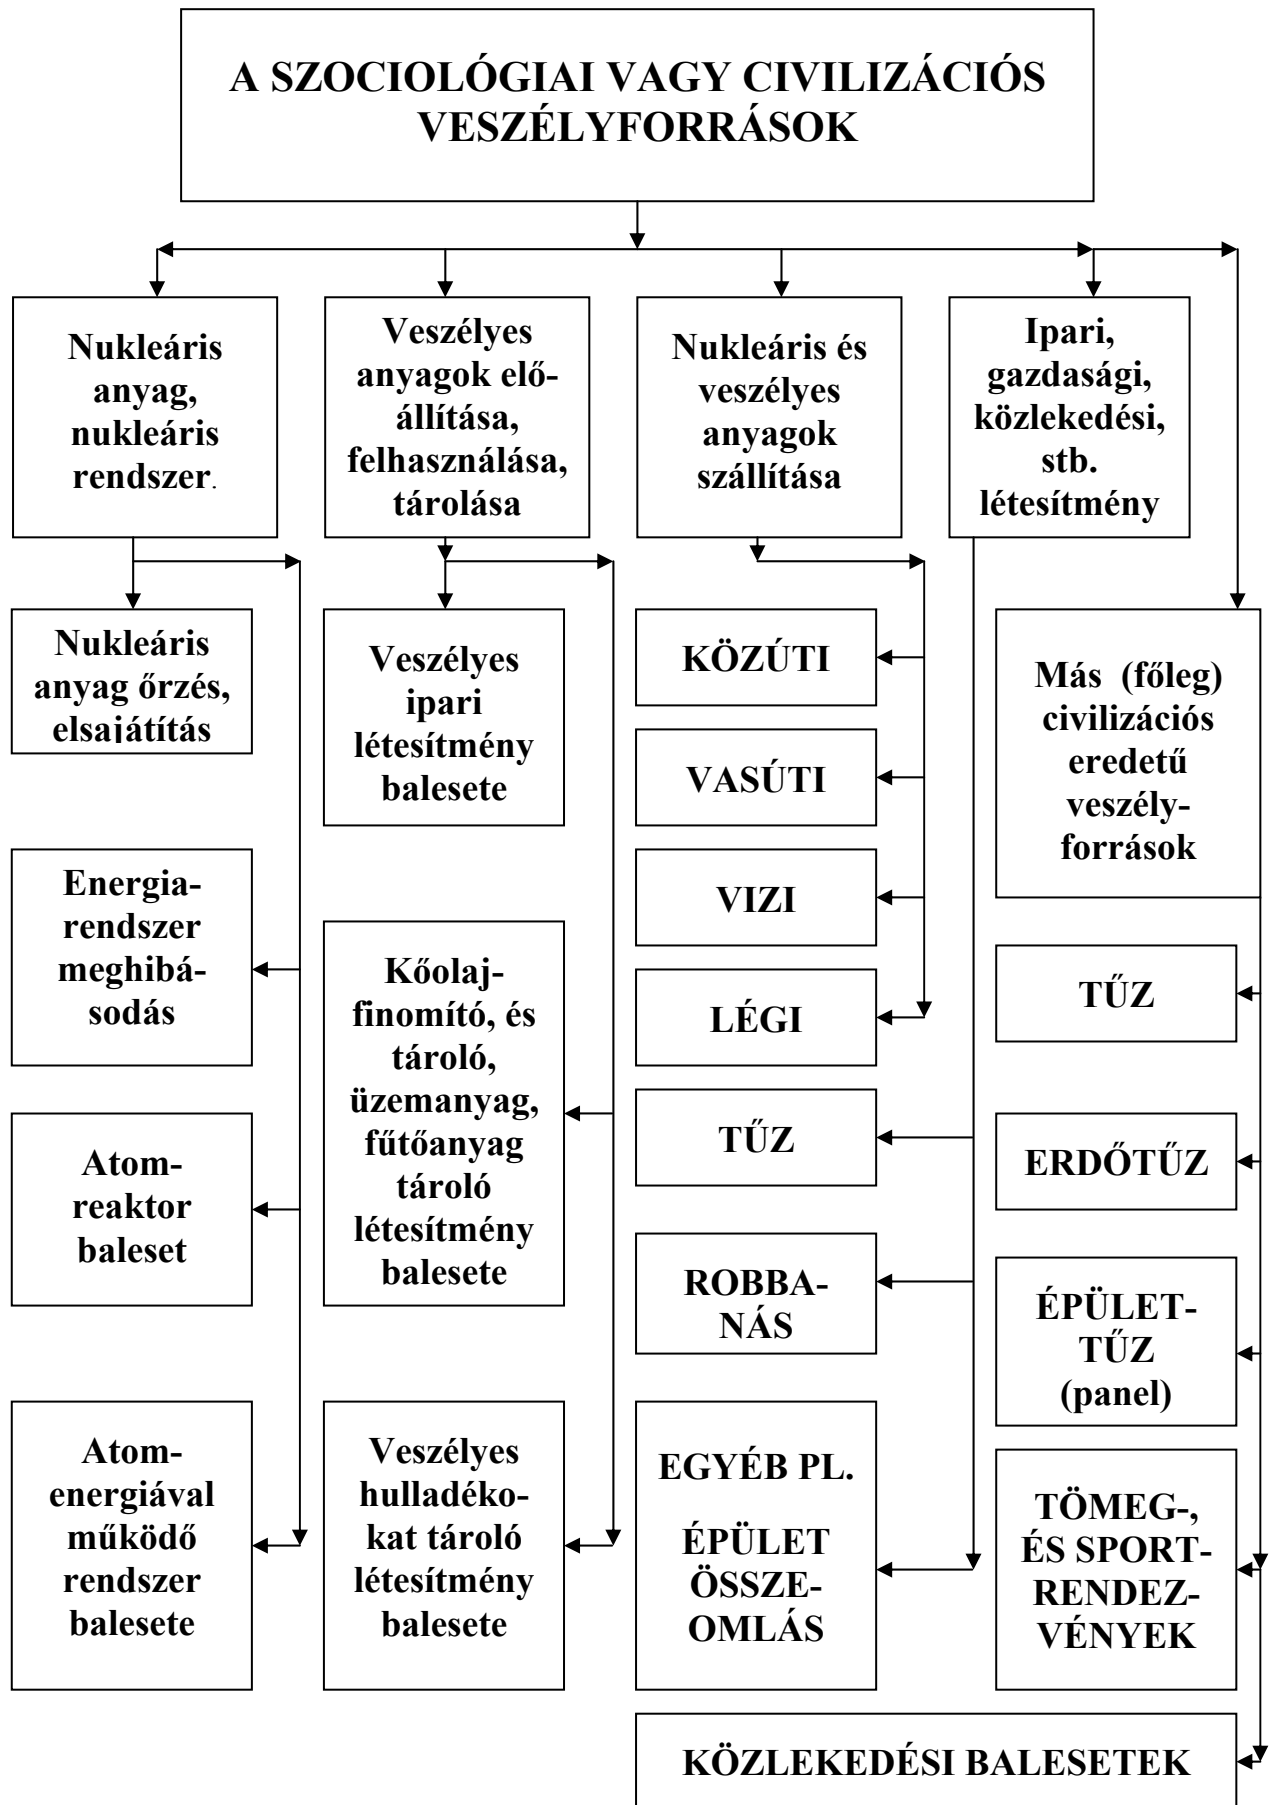 A SZOCIOLÓGIAI VAGY CIVILIZÁCIÓS
VESZÉLYFORRÁSOK
Nukleáris
anyag,
nukleáris
rendszer.
Veszélyes
anyagok elő-
állítása,
felhasználása,
tárolása
Nukleáris és
veszélyes
anyagok
szállítása
Ipari,
gazdasági,
közlekedési,
stb.
létesítmény
Nukleáris
anyag őrzés,
elsajátítás
Energia-
rendszer
meghibá-
sodás
Atom-
reaktor
baleset
Atom-
energiával
működő
rendszer
balesete
Veszélyes
ipari
létesítmény
balesete
Kőolaj-
finomító, és
tároló,
üzemanyag,
fűtőanyag
tároló
létesítmény
balesete
Veszélyes
hulladéko-
kat tároló
létesítmény
balesete
KÖZÚTI
VASÚTI
VIZI
LÉGI
TŰZ
ROBBA-
NÁS
EGYÉB PL.
ÉPÜLET
ÖSSZE-
OMLÁS
Más (főleg)
civilizációs
eredetű
veszély-
források
TŰZ
ERDŐTŰZ
ÉPÜLET-
TŰZ
(panel)
TÖMEG-,
ÉS SPORT-
RENDEZ-
VÉNYEK
KÖZLEKEDÉSI BALESETEK